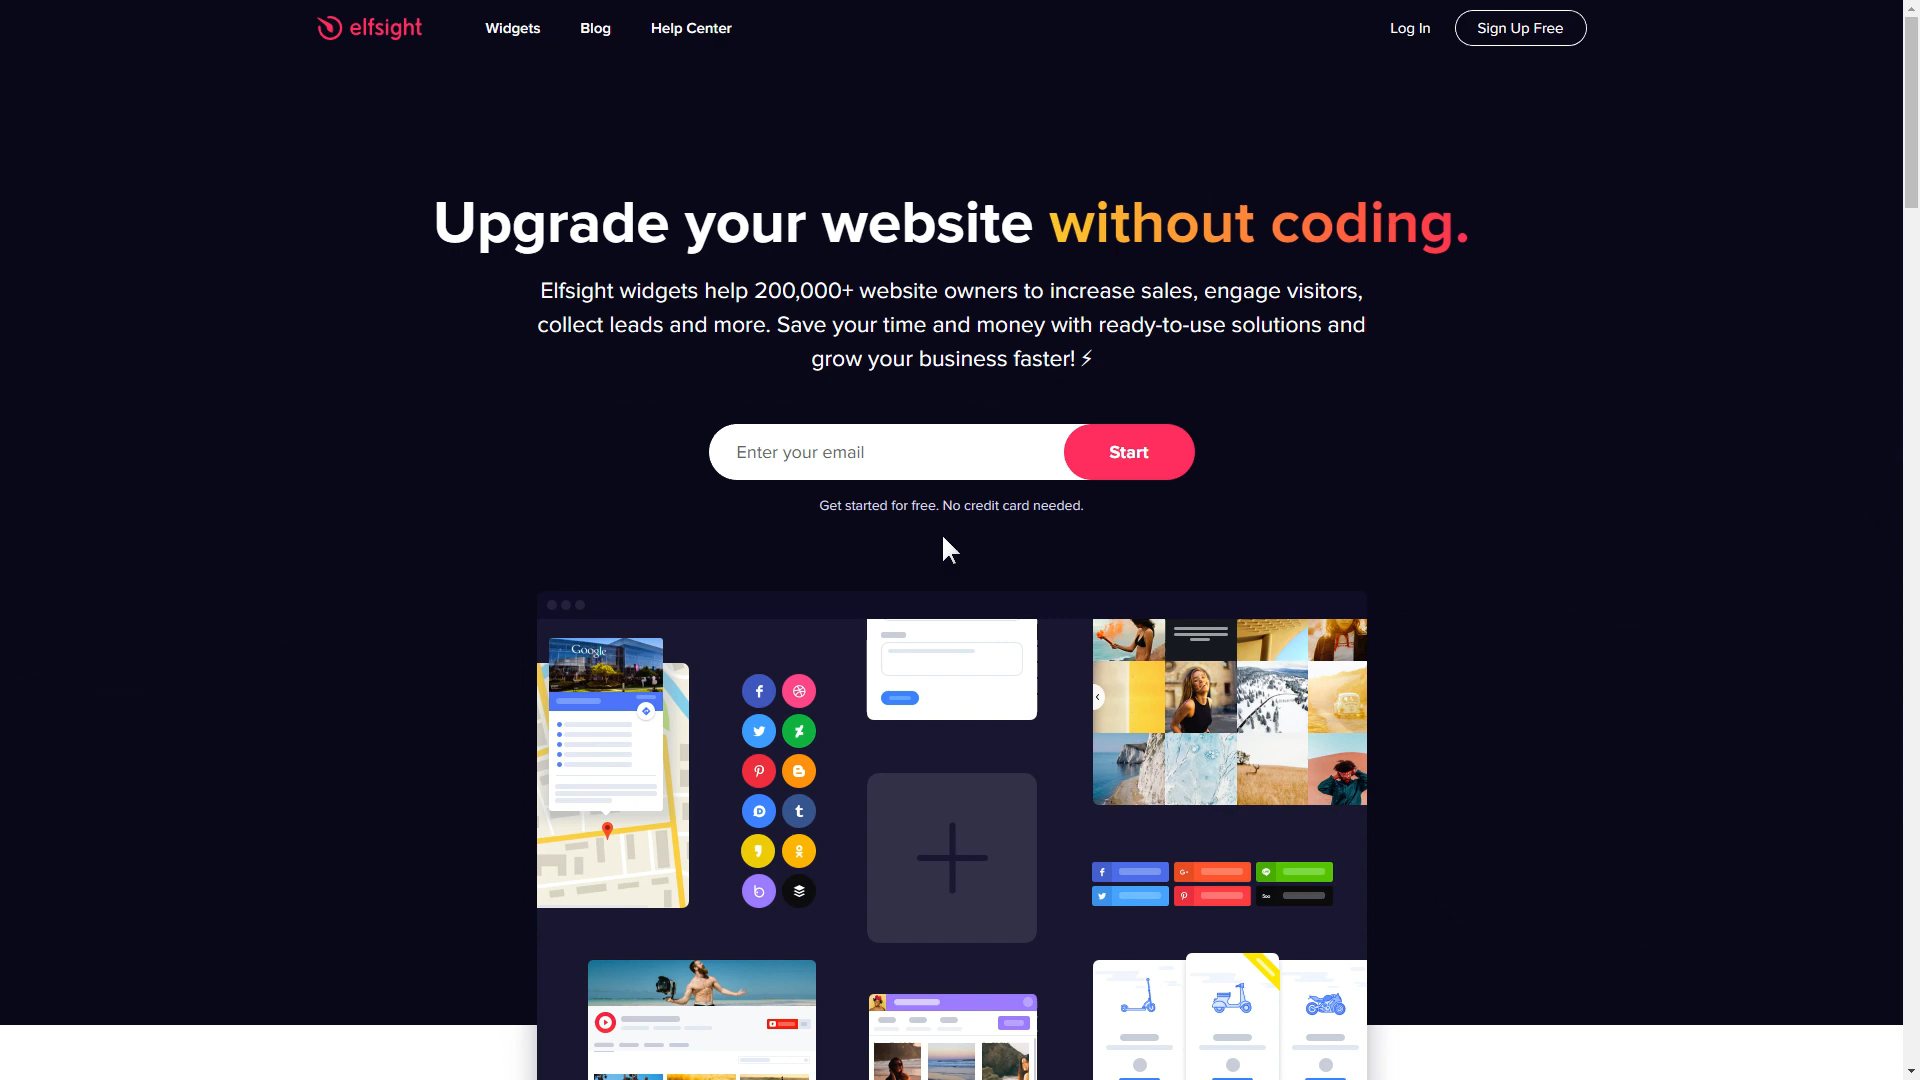 elfsight
Widgets
Blog
Help Center
Log In
Sign Up Free
Upgrade your website without coding.
Elfsight widgets help 200,000+ website owners to increase sales, engage visitors,
collect leads and more. Save your time and money with ready-to-use solutions and
grow your business faster! ⚡
Enter your email
Start
Get started for free. No credit card needed.
Google